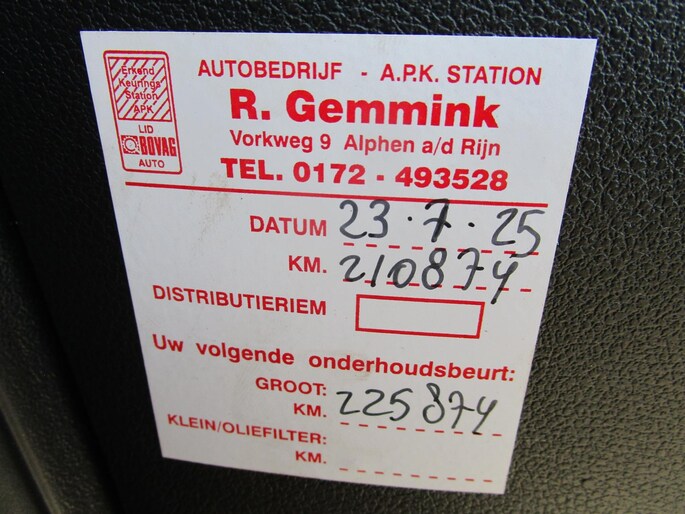 Erkend
Keurings
Station
APK
LID
BOVAG
AUTO
AUTOBEDRIJF - A.P.K. STATION
R. Gemmink
Vorkweg 9 Alphen a/d Rijn
TEL. 0172 - 493528
DATUM 23·7·25
KM. 210874
DISTRIBUTIERIEM
Uw volgende onderhoudsbeurt:
GROOT:
KM. 225874
KLEIN/OLIEFILTER:
KM.